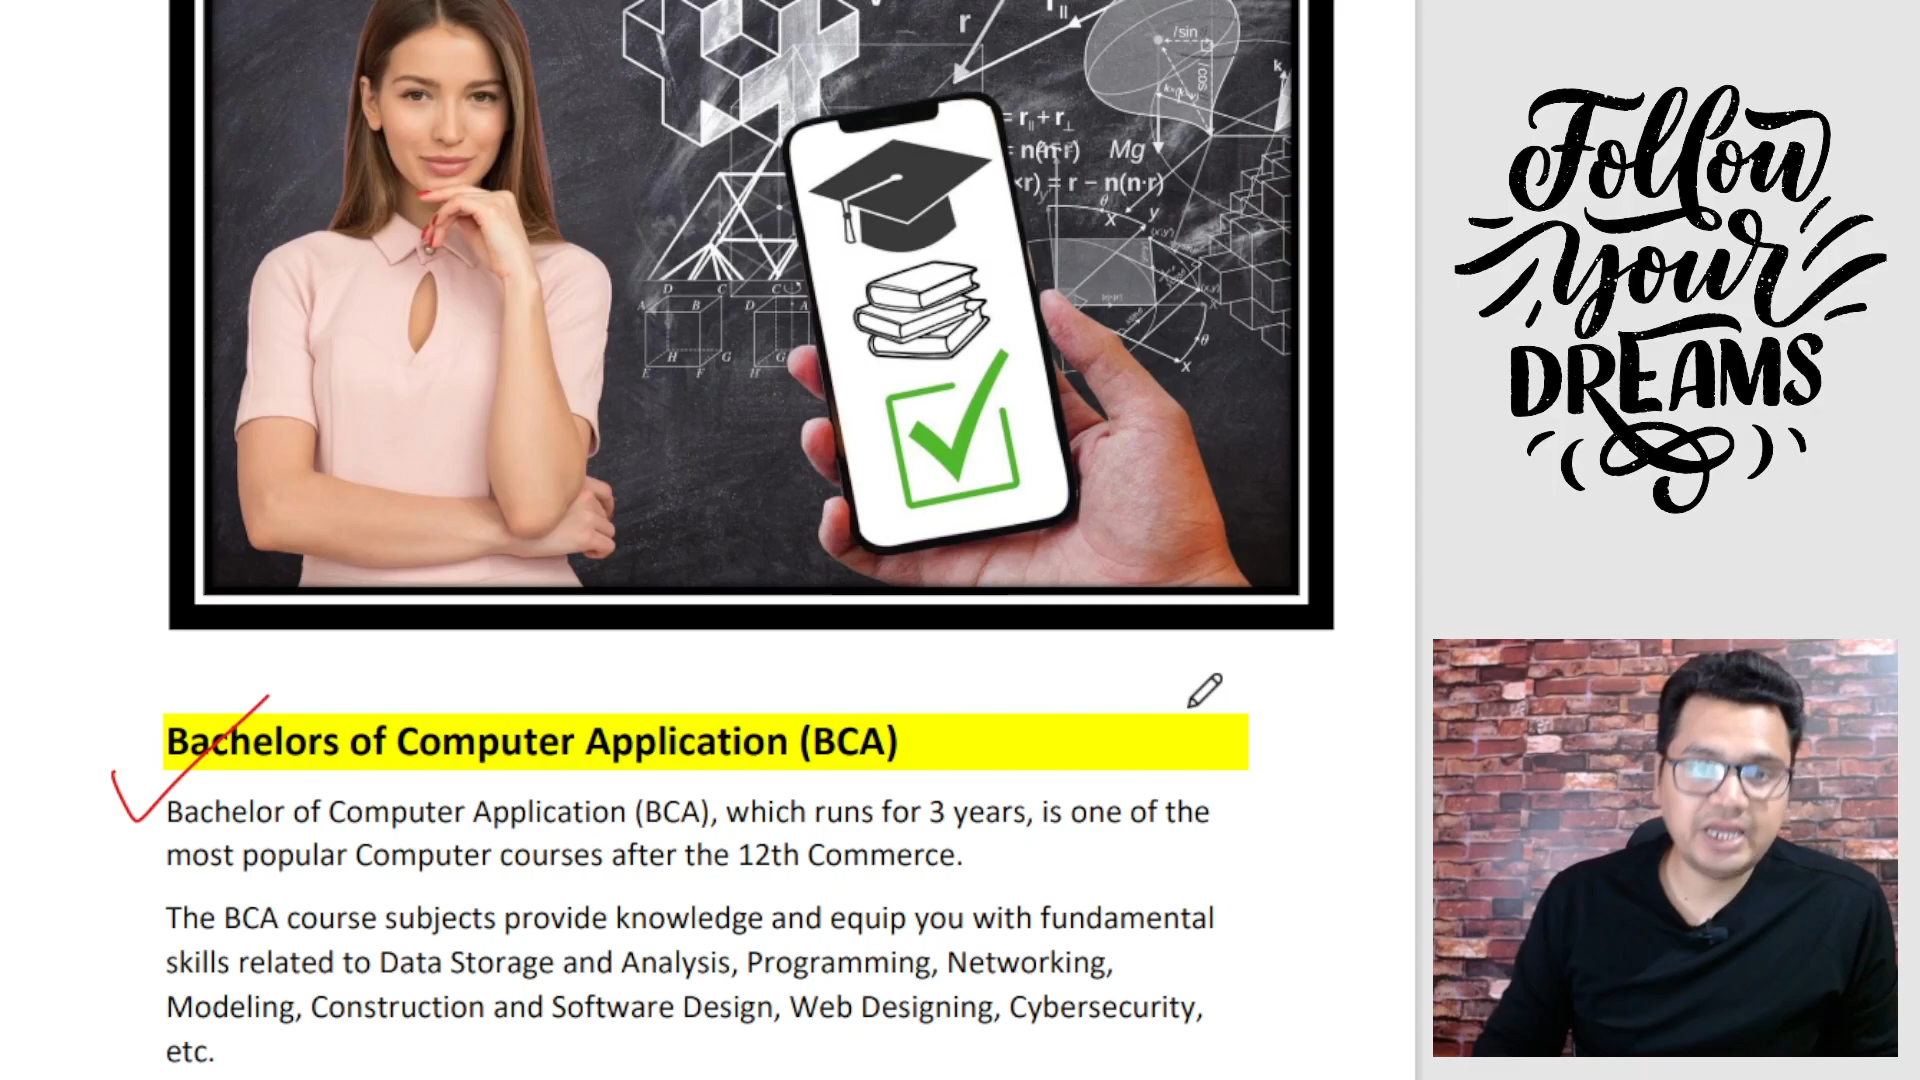 r
r||
/sin
/cos
k
= r|| + r⊥
= n(n·r) Mg
×r) = r − n(n·r)
θ
x
y
D C C
A B D A
H G G
E F H
θ
x
Follow
Your
DREAMS
Bachelors of Computer Application (BCA)
Bachelor of Computer Application (BCA), which runs for 3 years, is one of the
most popular Computer courses after the 12th Commerce.
The BCA course subjects provide knowledge and equip you with fundamental
skills related to Data Storage and Analysis, Programming, Networking,
Modeling, Construction and Software Design, Web Designing, Cybersecurity,
etc.